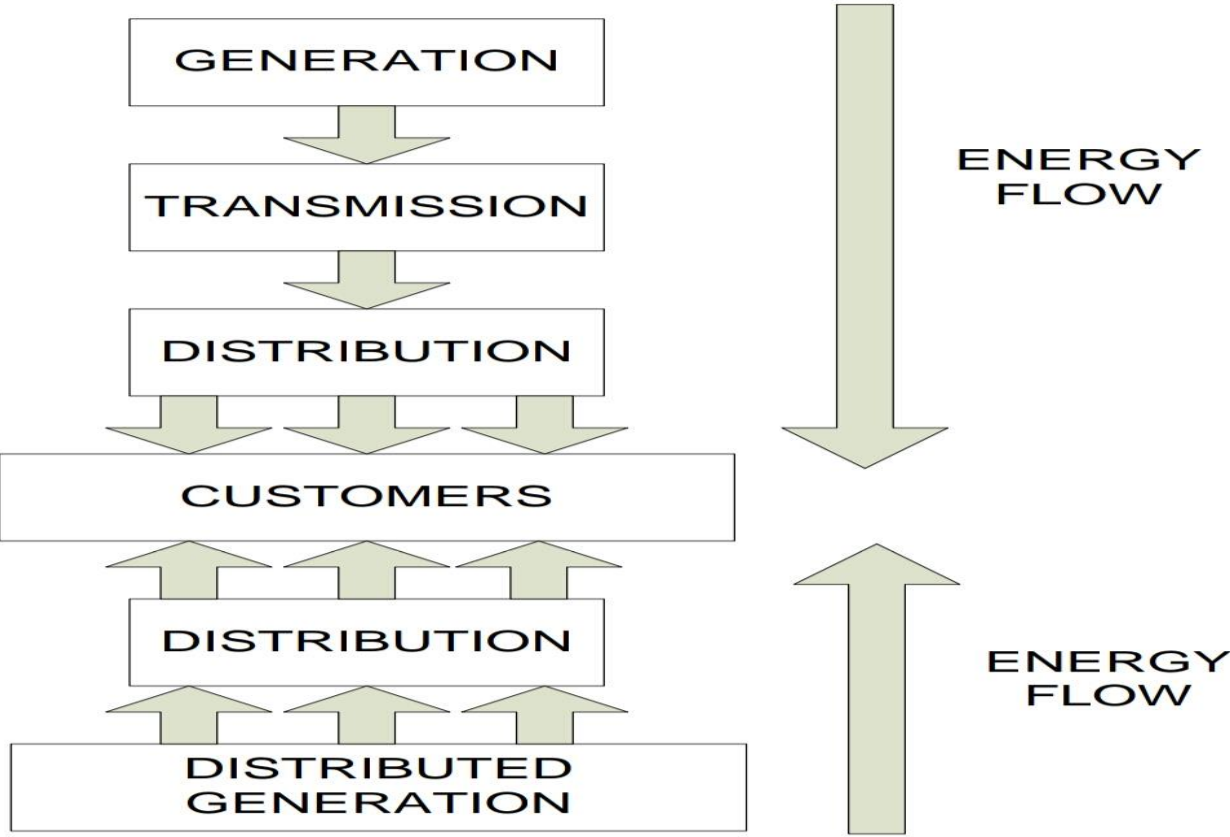 GENERATION
TRANSMISSION
ENERGY
FLOW
DISTRIBUTION
CUSTOMERS
DISTRIBUTION
ENERGY
FLOW
DISTRIBUTED
GENERATION